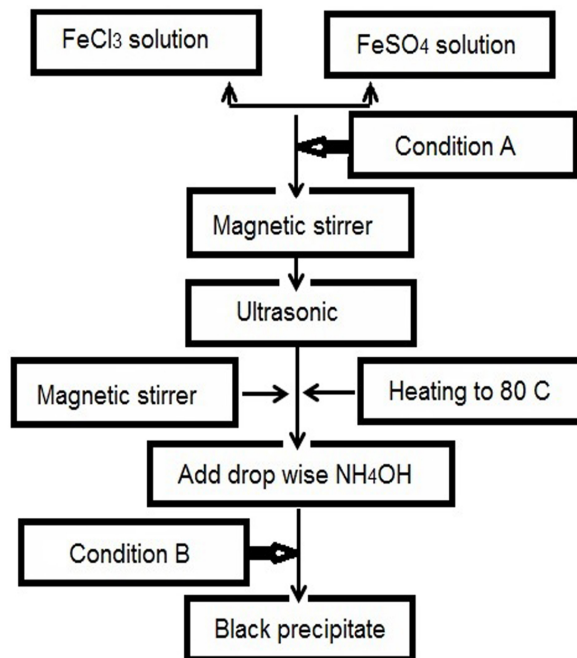 FeCl3 solution
FeSO4 solution
Condition A
Magnetic stirrer
Ultrasonic
Magnetic stirrer
Heating to 80 C
Add drop wise NH4OH
Condition B
Black precipitate